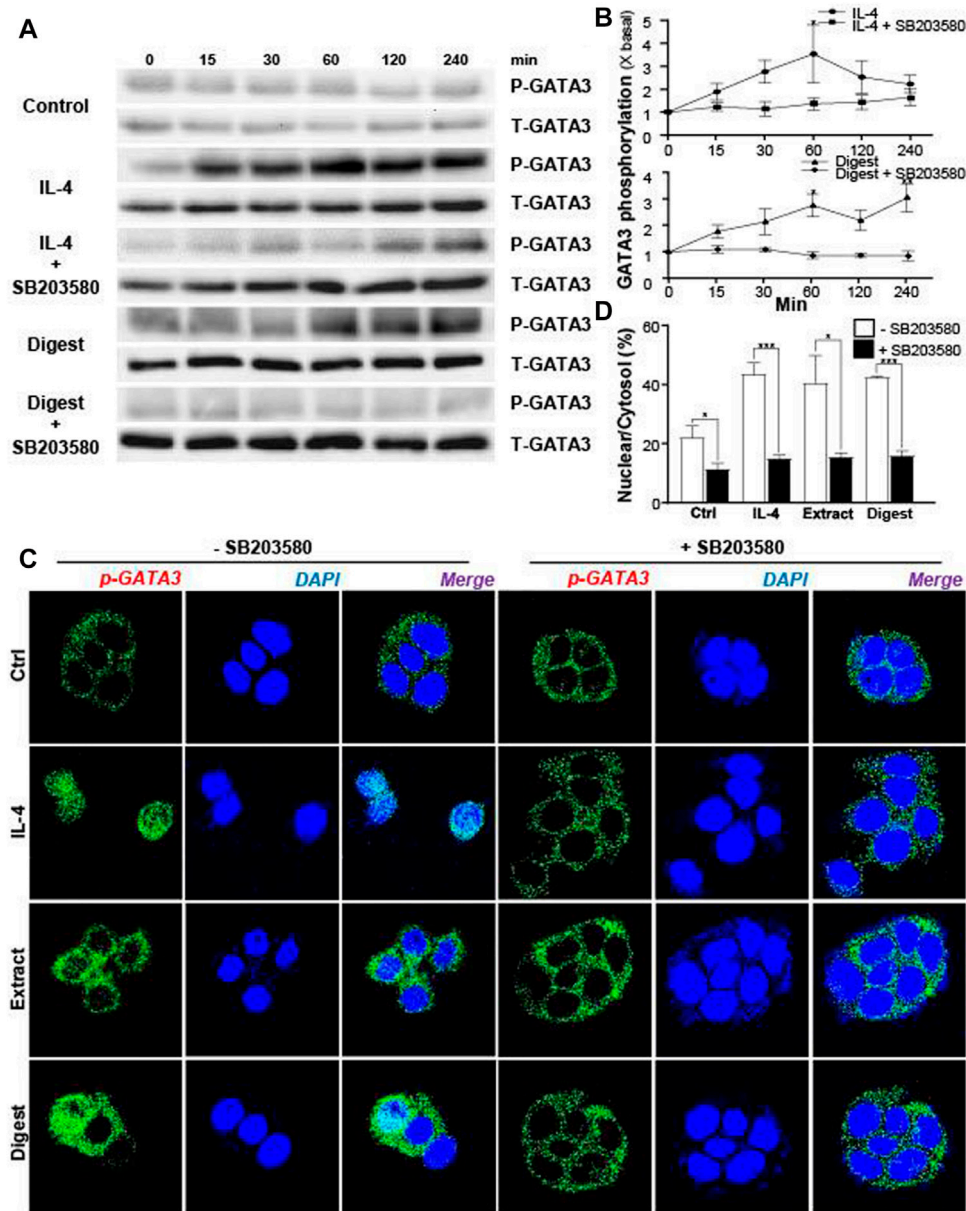 A
0 15 30 60 120 240 min
Control
P-GATA3
T-GATA3
IL-4
P-GATA3
T-GATA3
IL-4
+
SB203580
P-GATA3
T-GATA3
Digest
P-GATA3
T-GATA3
Digest
+
SB203580
P-GATA3
T-GATA3
B
GATA3 phosphorylation (X basal)
IL-4
IL-4 + SB203580
*
5
4
3
2
1
0
0 15 30 60 120 240
Digest
Digest + SB203580
*
**
4
3
2
1
0
0 15 30 60 120 240
Min
D
Nuclear/Cytosol (%)
- SB203580
+ SB203580
60
40
20
0
*
***
*
***
Ctrl IL-4 Extract Digest
C
- SB203580
+ SB203580
p-GATA3 DAPI Merge p-GATA3 DAPI Merge
Ctrl
IL-4
Extract
Digest